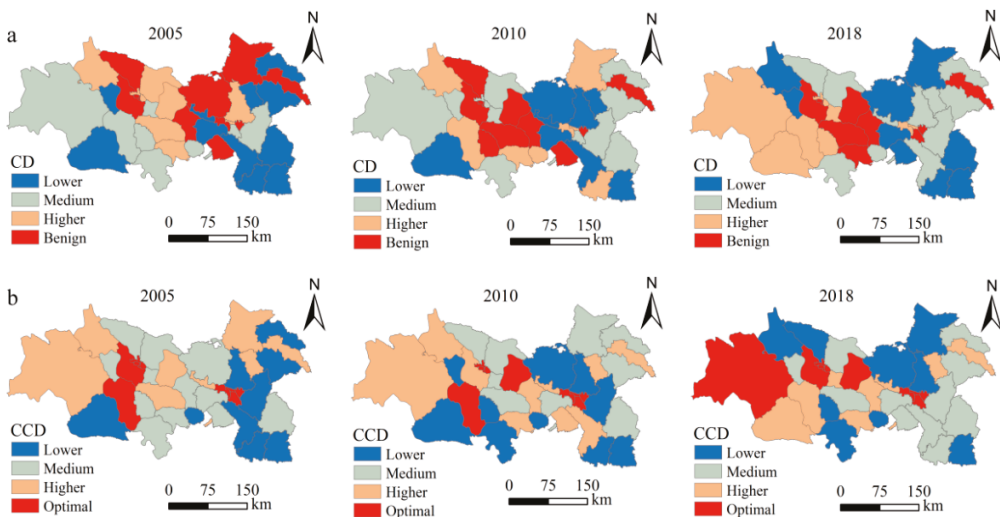 a
2005
N
CD
Lower
Medium
Higher
Benign
0 75 150
km
2010
N
CD
Lower
Medium
Higher
Benign
0 75 150
km
2018
N
CD
Lower
Medium
Higher
Benign
0 75 150
km
b
2005
N
CCD
Lower
Medium
Higher
Optimal
0 75 150
km
2010
N
CCD
Lower
Medium
Higher
Optimal
0 75 150
km
2018
N
CCD
Lower
Medium
Higher
Optimal
0 75 150
km